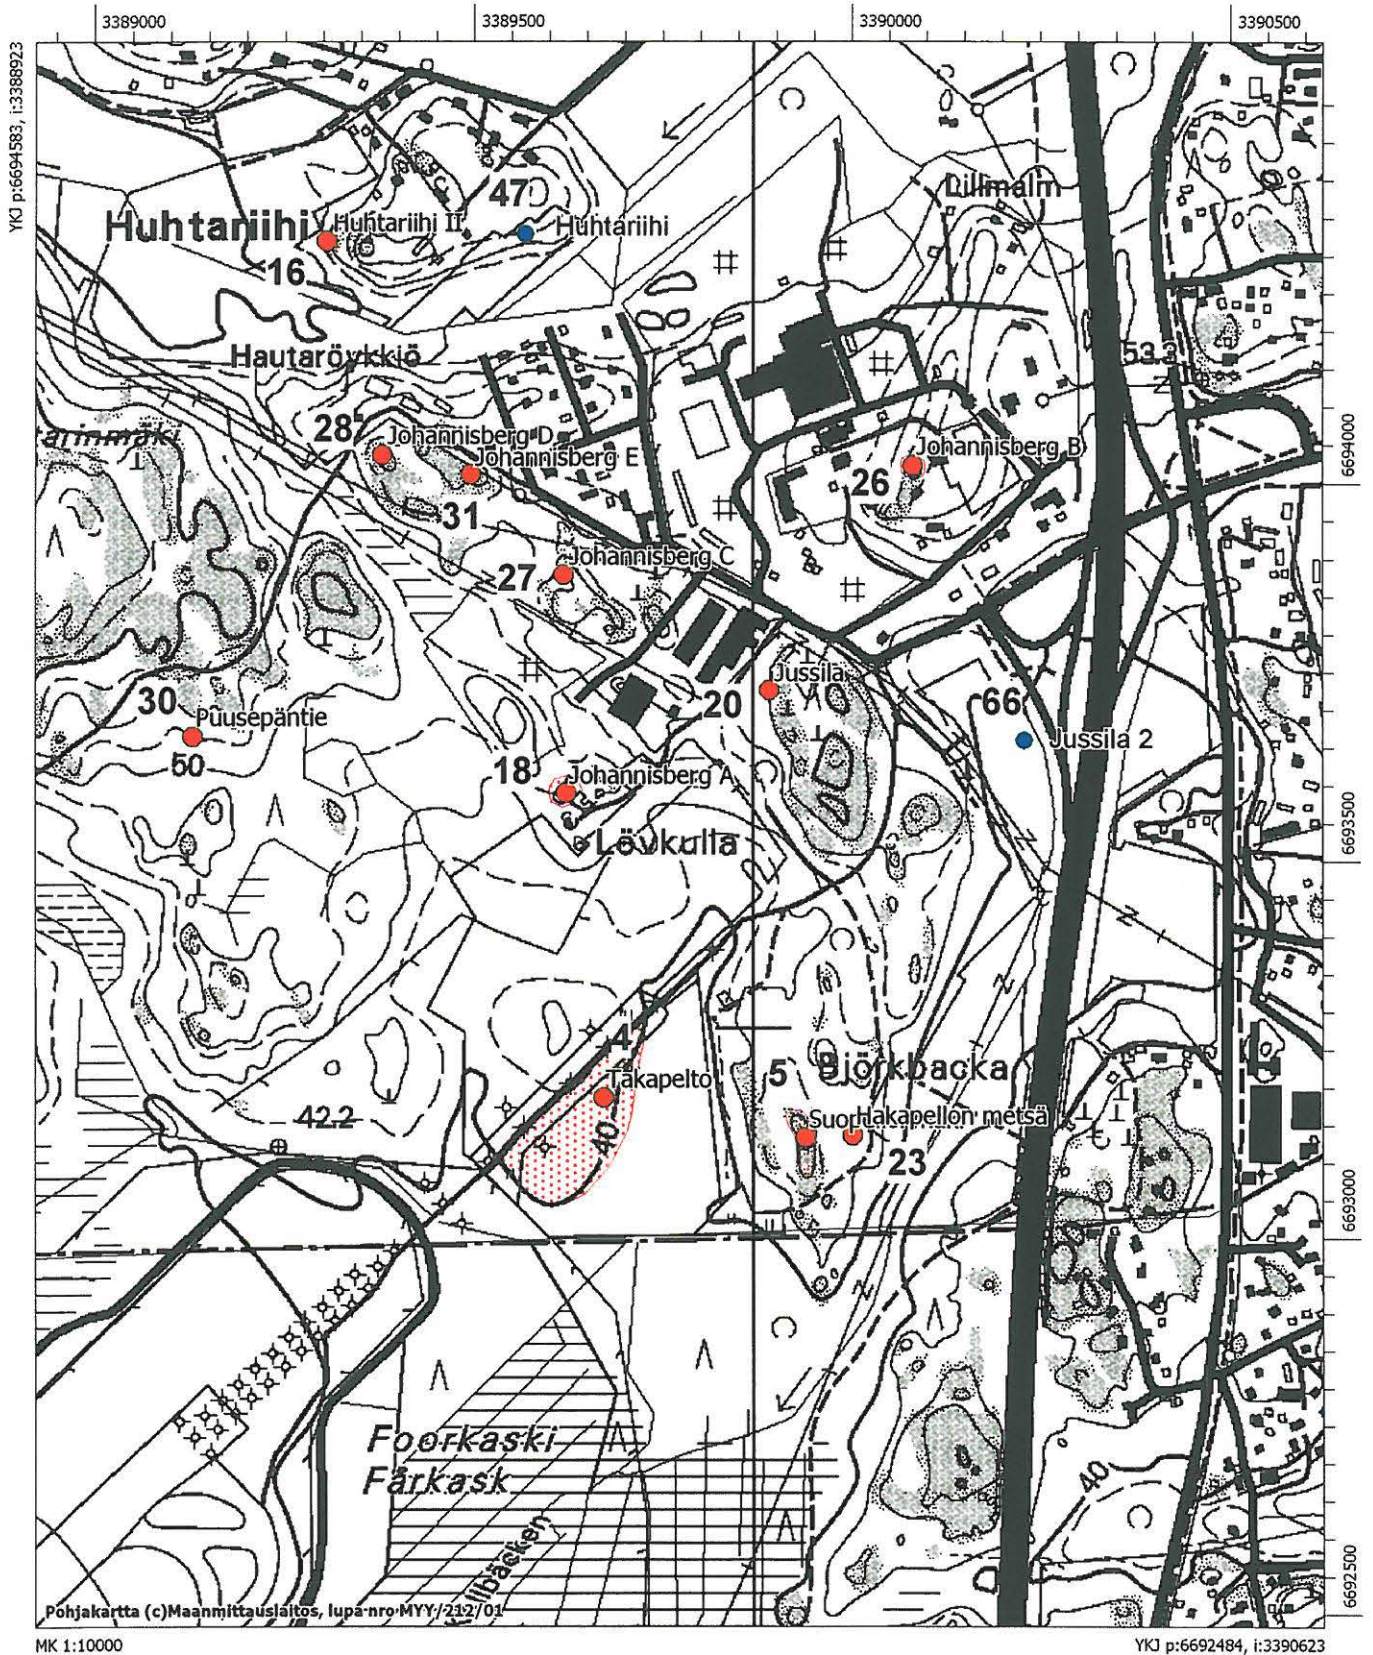 3389000
3389500
3390000
3390500
YKJ p:6694583, i:3388923
Lillmalm
47
Huhtariihi
Huhtariihi II
Huhtariihi
16
Hautaröykkiö
53.3
28
Johannisberg D
Johannisberg E
Johannisberg B
26
6694000
31
Johannisberg C
27
Jussila
30
Puusepäntie
20
66
Jussila 2
50
18
Johannisberg A
Lövkulla
6693500
4
5
Björkbacka
Takapelto
42.2
40
Hakapellon metsä
23
6693000
Foorkaski
Fårkask
40
6692500
Pohjakartta (c)Maanmittauslaitos, lupa nro MYY/212/01
MK 1:10000
YKJ p:6692484, i:3390623